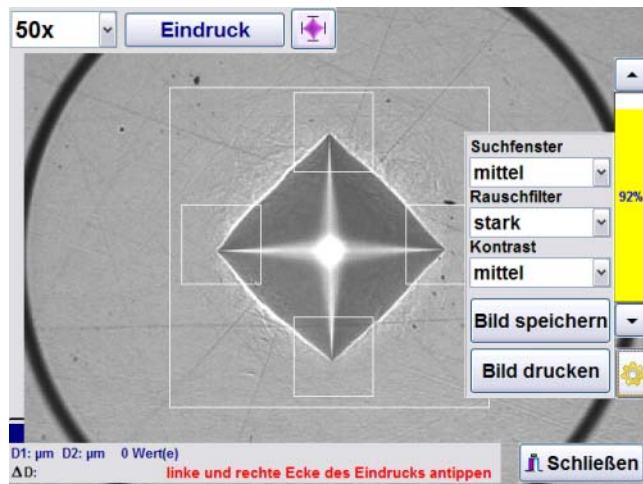 50x
Eindruck
Suchfenster
mittel
Rauschfilter
stark
Kontrast
mittel
92%
Bild speichern
Bild drucken
D1: µm D2: µm 0 Wert(e)
ΔD:
linke und rechte Ecke des Eindrucks antippen
Schließen